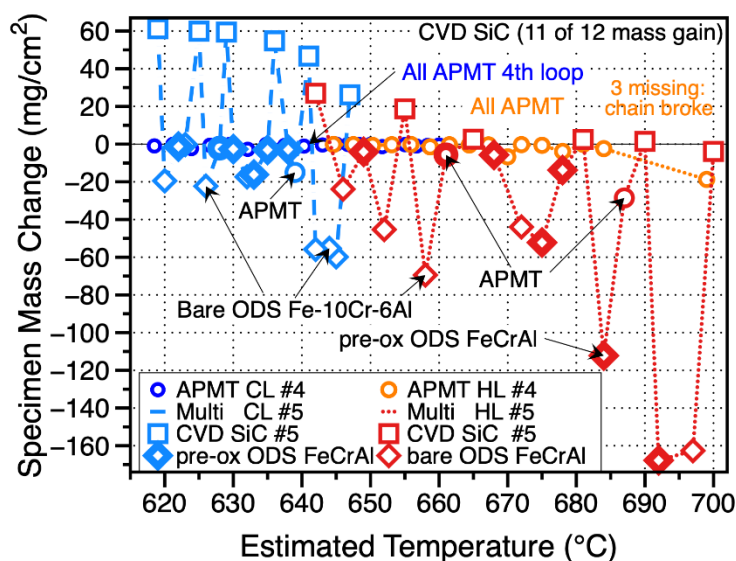 CVD SiC (11 of 12 mass gain)
All APMT 4th loop
3 missing:
All APMT
chain broke
APMT
APMT
Bare ODS Fe-10Cr-6Al
pre-ox ODS FeCrAl
APMT CL #4
APMT HL #4
Multi CL #5
Multi HL #5
CVD SiC #5
CVD SiC #5
pre-ox ODS FeCrAl
bare ODS FeCrAl
Specimen Mass Change (mg/cm²)
60
40
20
0
−20
−40
−60
−80
−100
−120
−140
−160
620 630 640 650 660 670 680 690 700
Estimated Temperature (°C)